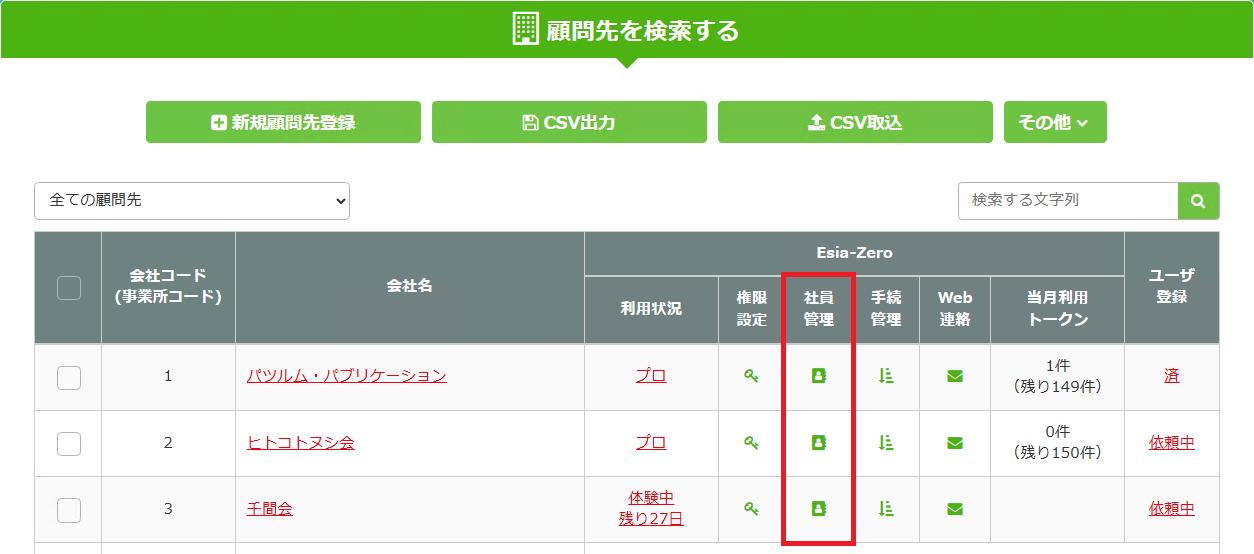 顧問先を検索する
新規顧問先登録
CSV出力
CSV取込
その他
全ての顧問先
検索する文字列
会社コード
(事業所コード)
会社名
Esia-Zero
利用状況
権限
設定
社員
管理
手続
管理
Web
連絡
当月利用
トークン
ユーザ
登録
1
パツルム・パブリケーション
プロ
1件
(残り149件)
済
2
ヒトコトヌシ会
プロ
0件
(残り150件)
依頼中
3
千間会
体験中
残り27日
依頼中